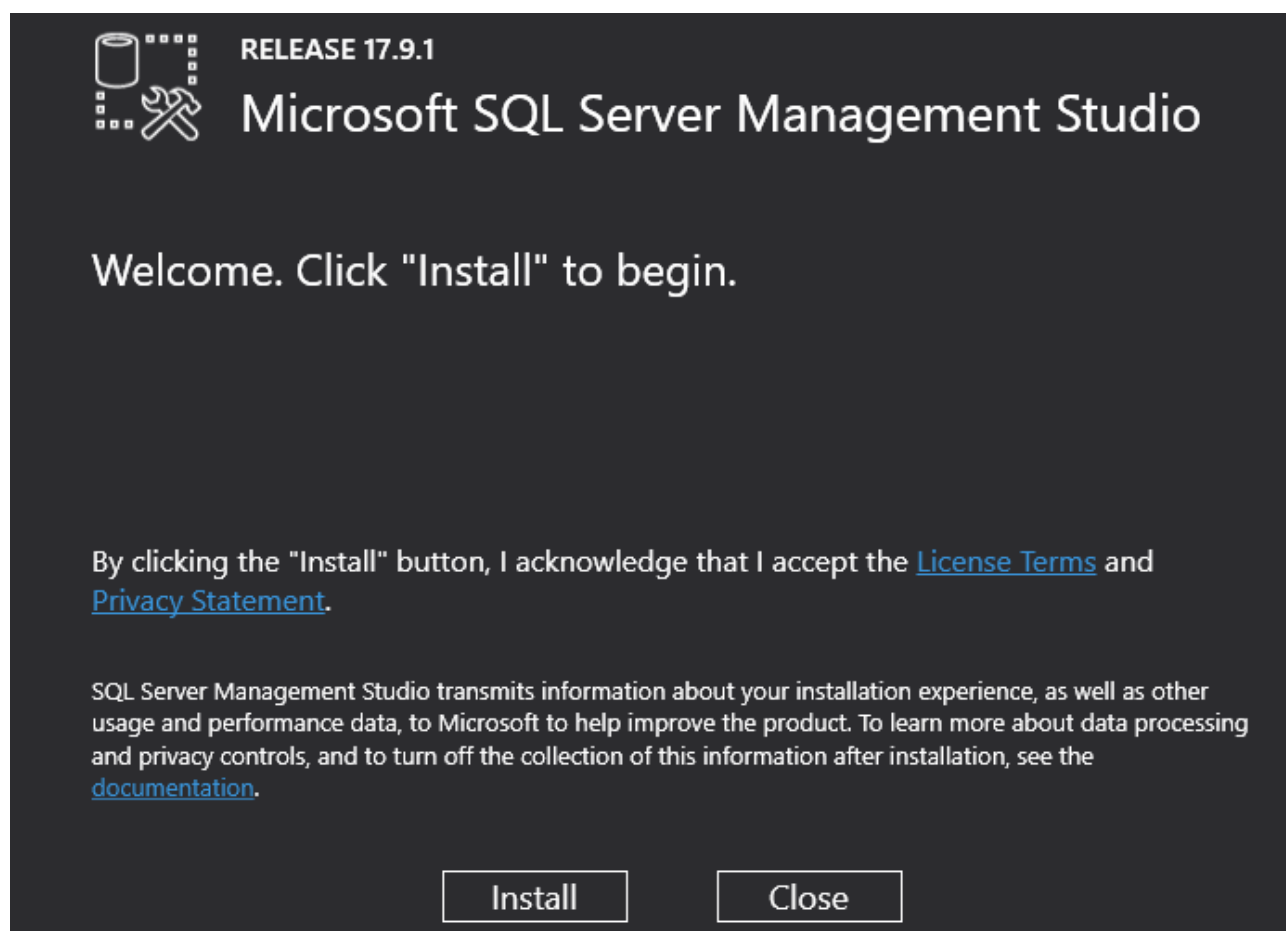 RELEASE 17.9.1
Microsoft SQL Server Management Studio
Welcome. Click "Install" to begin.
By clicking the "Install" button, I acknowledge that I accept the License Terms and
Privacy Statement.
SQL Server Management Studio transmits information about your installation experience, as well as other
usage and performance data, to Microsoft to help improve the product. To learn more about data processing
and privacy controls, and to turn off the collection of this information after installation, see the
documentation.
Install Close